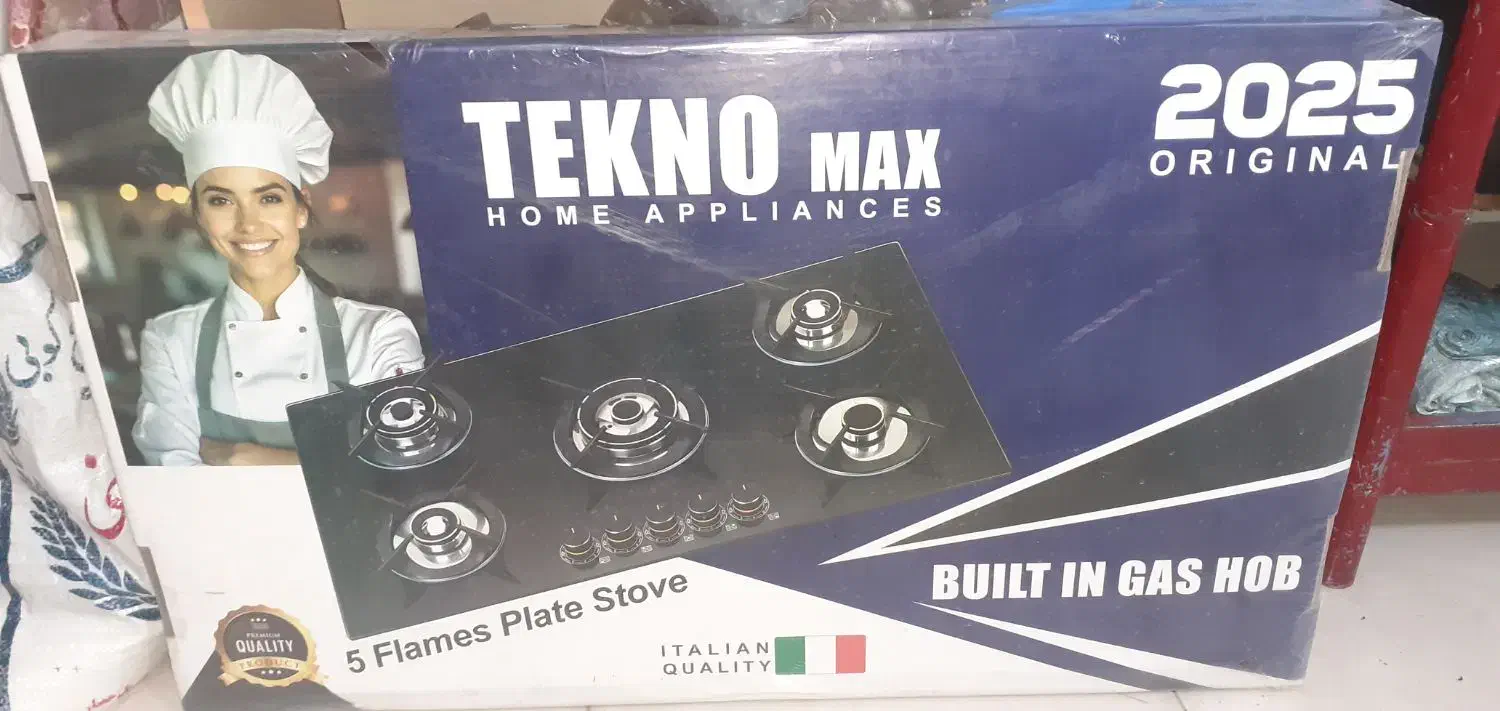 TEKNO MAX
HOME APPLIANCES
2025
ORIGINAL
5 Flames Plate Stove
BUILT IN GAS HOB
ITALIAN
QUALITY
PREMIUM
QUALITY
PRODUCT